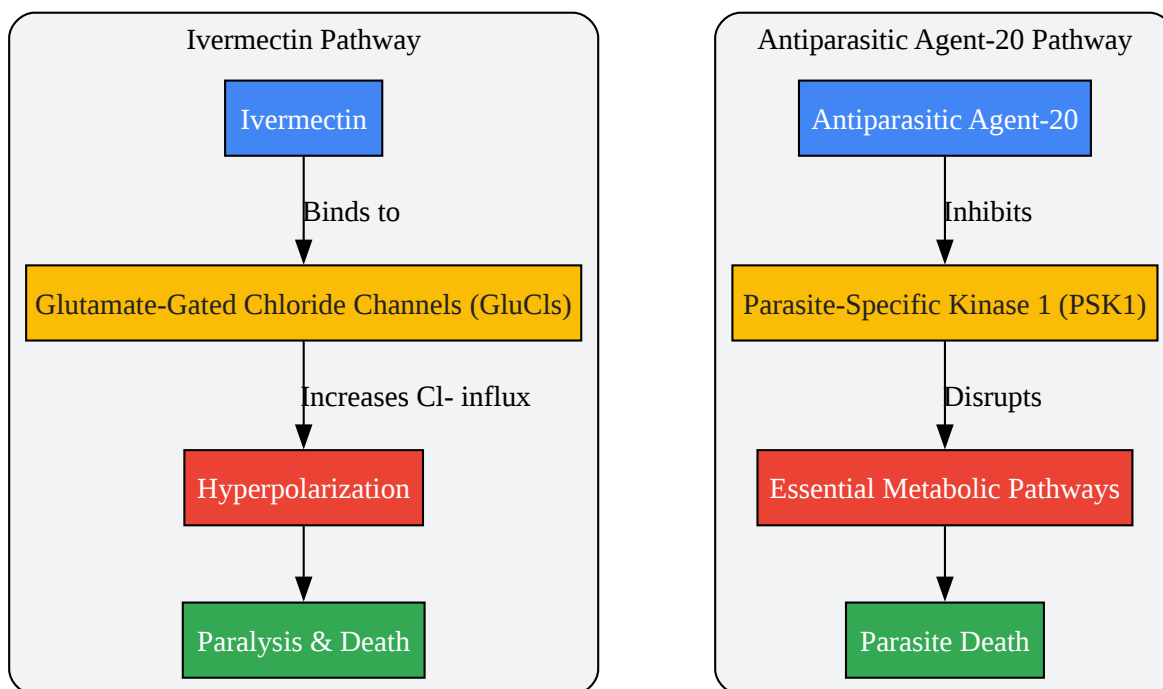 Ivermectin Pathway
Ivermectin
Binds to
Glutamate-Gated Chloride Channels (GluCls)
Increases Cl- influx
Hyperpolarization
Paralysis & Death
Antiparasitic Agent-20 Pathway
Antiparasitic Agent-20
Inhibits
Parasite-Specific Kinase 1 (PSK1)
Disrupts
Essential Metabolic Pathways
Parasite Death